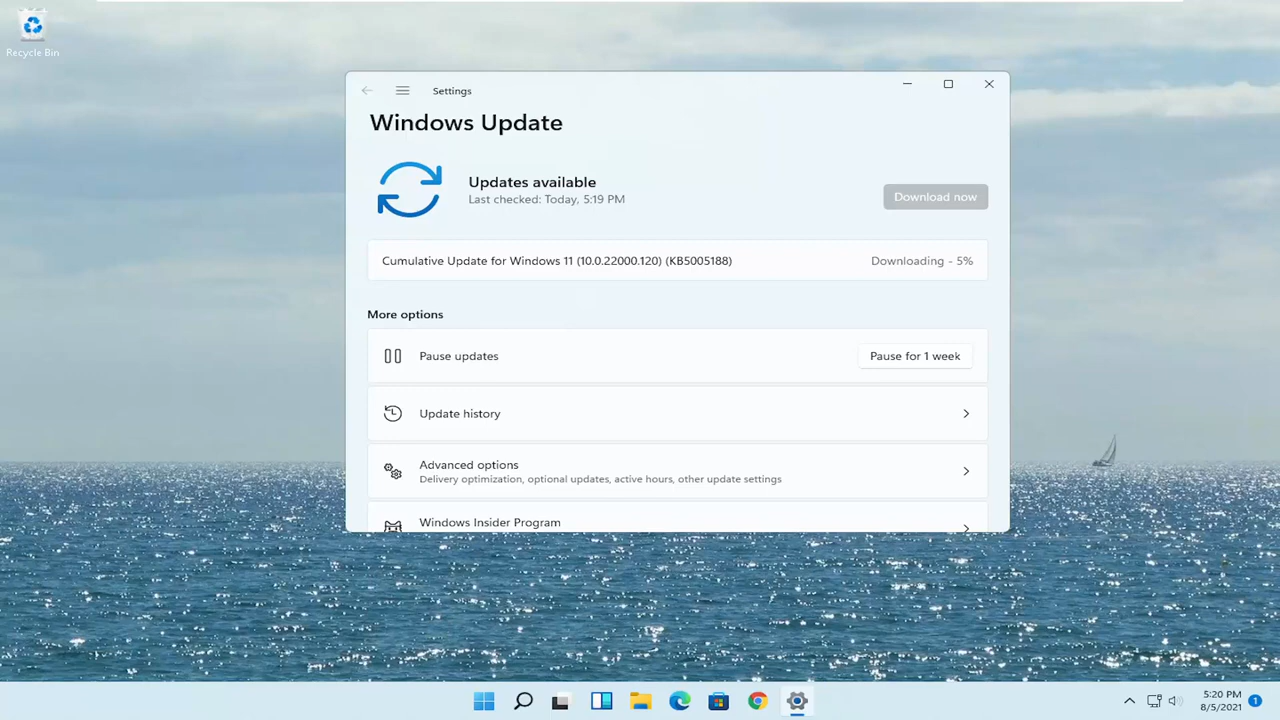 Recycle Bin
Settings
Windows Update
Updates available
Last checked: Today, 5:19 PM
Download now
Cumulative Update for Windows 11 (10.0.22000.120) (KB5005188)
Downloading - 5%
More options
Pause updates
Pause for 1 week
Update history
Advanced options
Delivery optimization, optional updates, active hours, other update settings
Windows Insider Program
5:20 PM
8/5/2021
1